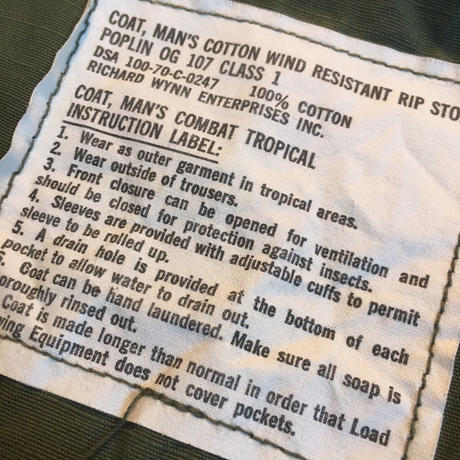 COAT, MAN'S COTTON WIND RESISTANT RIP STO
POPLIN OG 107 CLASS 1
DSA 100-70-C-0247 100% COTTON
RICHARD WYNN ENTERPRISES INC.
COAT, MAN'S COMBAT TROPICAL
INSTRUCTION LABEL:
1. Wear as outer garment in tropical areas.
2. Wear outside of trousers.
3. Front closure can be opened for ventilation and
should be closed for protection against insects.
4. Sleeves are provided with adjustable cuffs to permit
sleeve to be rolled up.
5. A drain hole is provided at the bottom of each
pocket to allow water to drain out.
6. Coat can be hand laundered. Make sure all soap is
oroughly rinsed out.
Coat is made longer than normal in order that Load
ing Equipment does not cover pockets.